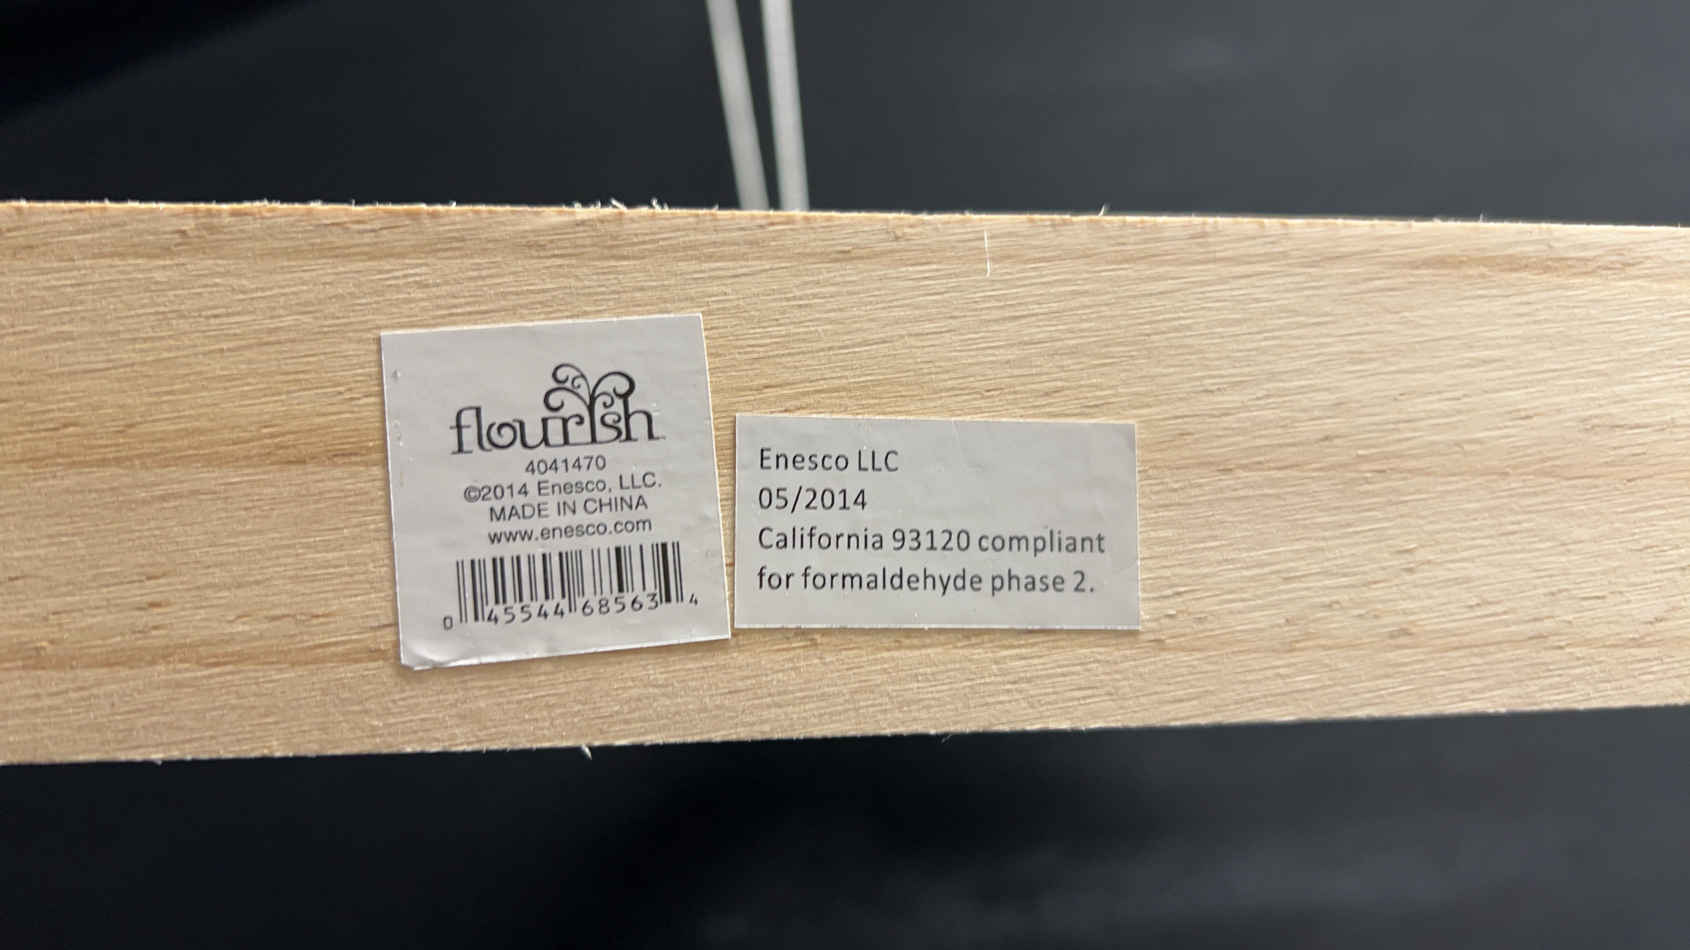 flourish
4041470
©2014 Enesco, LLC.
MADE IN CHINA
www.enesco.com
0 45544 68563 4
Enesco LLC
05/2014
California 93120 compliant
for formaldehyde phase 2.